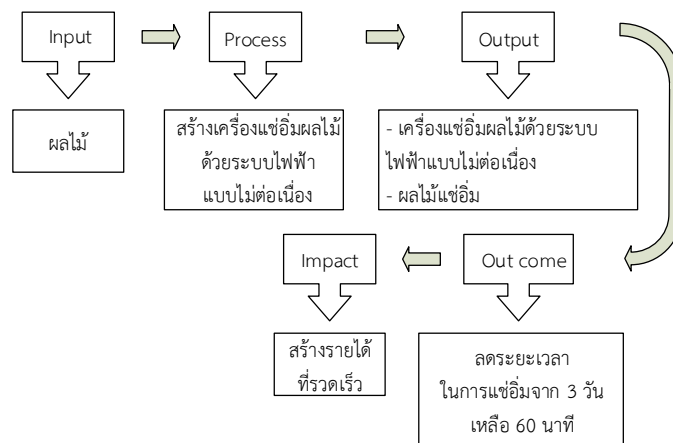 Input
Process
Output
ผลไม้
สร้างเครื่องแช่อิ่มผลไม้
ด้วยระบบไฟฟ้า
แบบไม่ต่อเนื่อง
- เครื่องแช่อิ่มผลไม้ด้วยระบบ
ไฟฟ้าแบบไม่ต่อเนื่อง
- ผลไม้แช่อิ่ม
Out come
Impact
ลดระยะเวลา
ในการแช่อิ่มจาก 3 วัน
เหลือ 60 นาที
สร้างรายได้
ที่รวดเร็ว